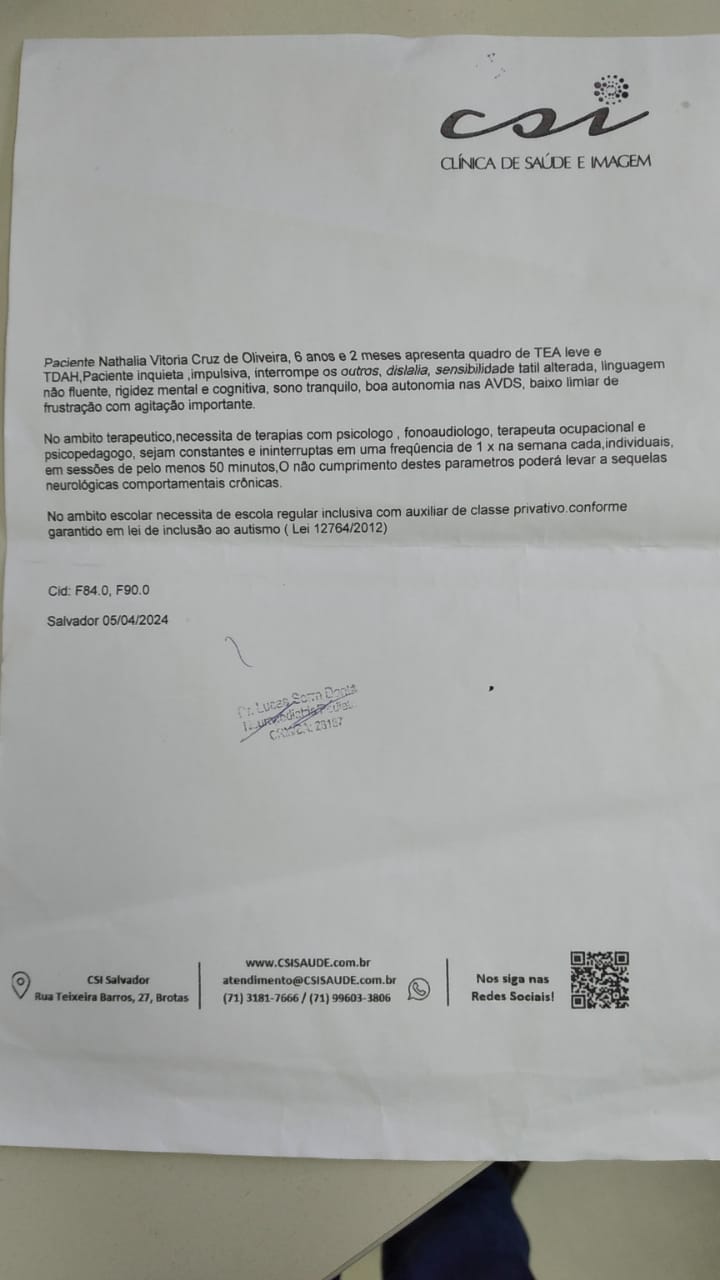 csi
CLÍNICA DE SAÚDE E IMAGEM
Paciente Nathalia Vitoria Cruz de Oliveira, 6 anos e 2 meses apresenta quadro de TEA leve e
TDAH,Paciente inquieta ,impulsiva, interrompe os outros, dislalia, sensibilidade tatil alterada, linguagem
não fluente, rigidez mental e cognitiva, sono tranquilo, boa autonomia nas AVDS, baixo limiar de
frustração com agitação importante.
No ambito terapeutico,necessita de terapias com psicologo , fonoaudiologo, terapeuta ocupacional e
psicopedagogo, sejam constantes e ininterruptas em uma freqûencia de 1 x na semana cada,individuais,
em sessões de pelo menos 50 minutos,O não cumprimento destes parametros poderá levar a sequelas
neurológicas comportamentais crônicas.
No ambito escolar necessita de escola regular inclusiva com auxiliar de classe privativo.conforme
garantido em lei de inclusão ao autismo ( Lei 12764/2012)
Cid: F84.0, F90.0
Salvador 05/04/2024
Dr. Lucas
CSI Salvador
Rua Teixeira Barros, 27, Brotas
www.CSISAUDE.com.br
atendimento@CSISAUDE.com.br
(71) 3181-7666 / (71) 99603-3806
Nos siga nas
Redes Sociais!